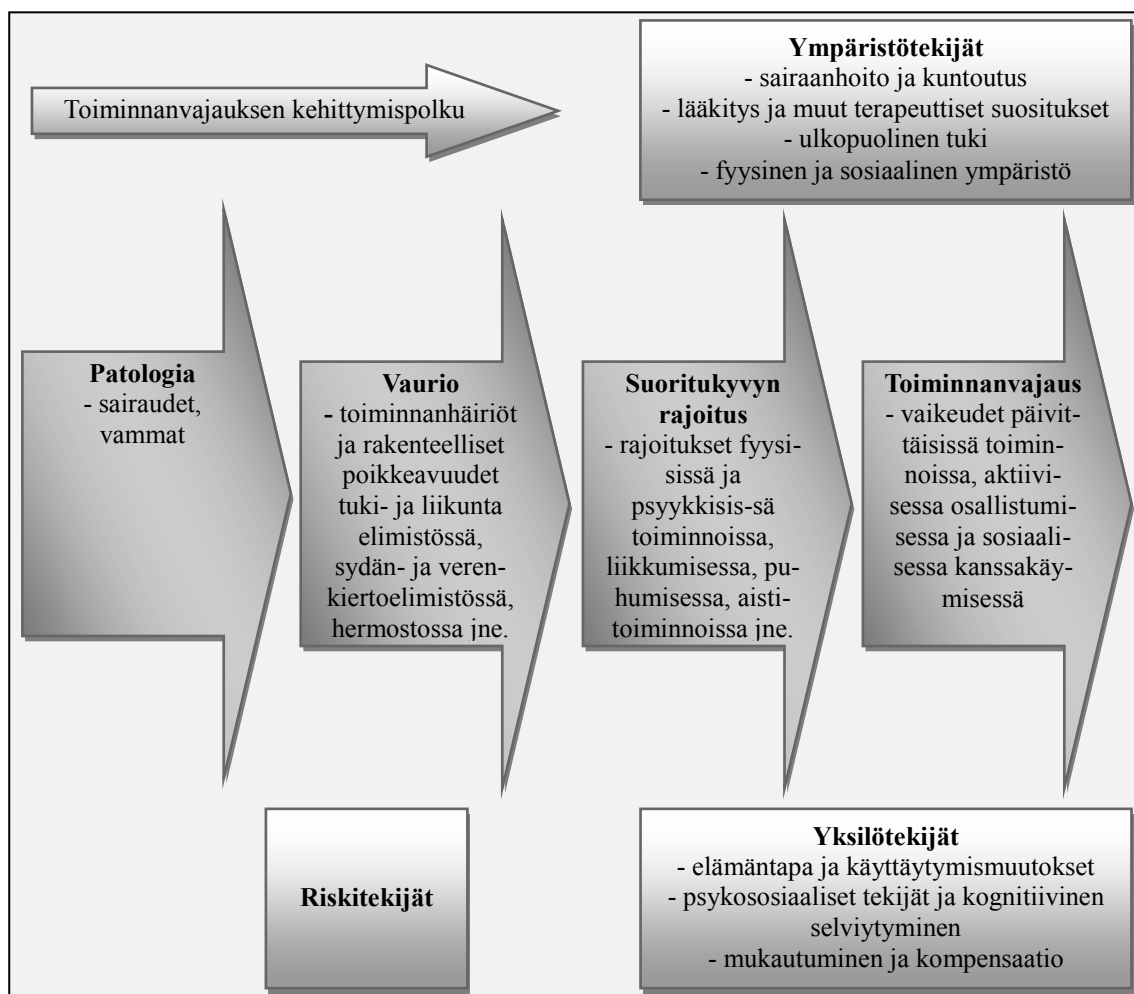 Toiminnanvajauksen kehittymispolku
Ympäristötekijät
- sairaanhoito ja kuntoutus
- lääkitys ja muut terapeuttiset suositukset
- ulkopuolinen tuki
- fyysinen ja sosiaalinen ympäristö
Patologia
- sairaudet,
vammat
Vaurio
- toiminnanhäiriöt
ja rakenteelliset
poikkeavuudet
tuki- ja liikunta
elimistössä,
sydän- ja veren-
kiertoelimistössä,
hermostossa jne.
Suoritukyvyn
rajoitus
- rajoitukset fyysi-
sissä ja
psyykkisis-sä
toiminnoissa,
liikkumisessa, pu-
humisessa, aisti-
toiminnoissa jne.
Toiminnanvajaus
- vaikeudet päivit-
täisissä toimin-
noissa, aktiivi-
sessa osallistumi-
sessa ja sosiaali-
sessa kanssakäy-
misessä
Riskitekijät
Yksilötekijät
- elämäntapa ja käyttäytymismuutokset
- psykososiaaliset tekijät ja kognitiivinen
selviytyminen
- mukautuminen ja kompensaatio